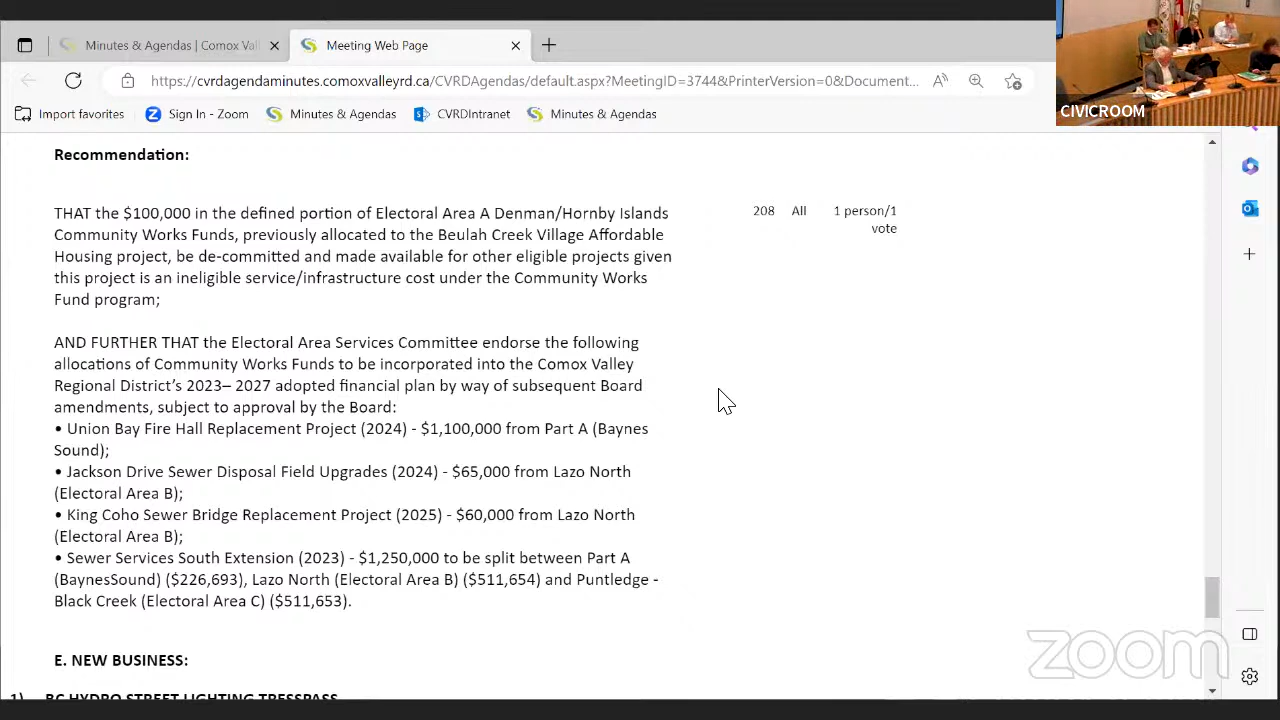 Minutes & Agendas | Comox Val
Meeting Web Page
https://cvrdagendaminutes.comoxvalleyrd.ca/CVRDAgendas/default.aspx?MeetingID=3744&PrinterVersion=0&Document...
CIVICROOM
Import favorites
Sign In - Zoom
Minutes & Agendas
CVRDIntranet
Minutes & Agendas
Recommendation:
THAT the $100,000 in the defined portion of Electoral Area A Denman/Hornby Islands
Community Works Funds, previously allocated to the Beulah Creek Village Affordable
Housing project, be de-committed and made available for other eligible projects given
this project is an ineligible service/infrastructure cost under the Community Works
Fund program;
208 All 1 person/1
vote
AND FURTHER THAT the Electoral Area Services Committee endorse the following
allocations of Community Works Funds to be incorporated into the Comox Valley
Regional District's 2023– 2027 adopted financial plan by way of subsequent Board
amendments, subject to approval by the Board:
• Union Bay Fire Hall Replacement Project (2024) - $1,100,000 from Part A (Baynes
Sound);
• Jackson Drive Sewer Disposal Field Upgrades (2024) - $65,000 from Lazo North
(Electoral Area B);
• King Coho Sewer Bridge Replacement Project (2025) - $60,000 from Lazo North
(Electoral Area B);
• Sewer Services South Extension (2023) - $1,250,000 to be split between Part A
(BaynesSound) ($226,693), Lazo North (Electoral Area B) ($511,654) and Puntledge -
Black Creek (Electoral Area C) ($511,653).
E. NEW BUSINESS:
1) BC HYDRO STREET LIGHTING TRESSPASS
zoom